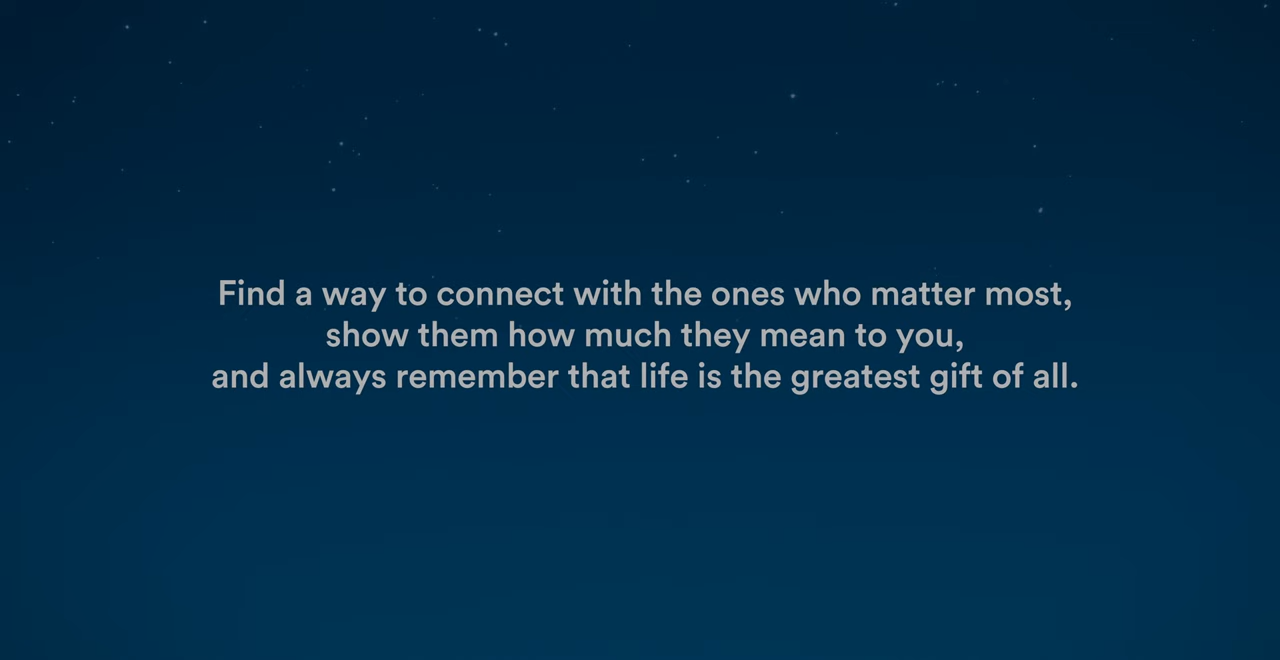 Find a way to connect with the ones who matter most,
show them how much they mean to you,
and always remember that life is the greatest gift of all.